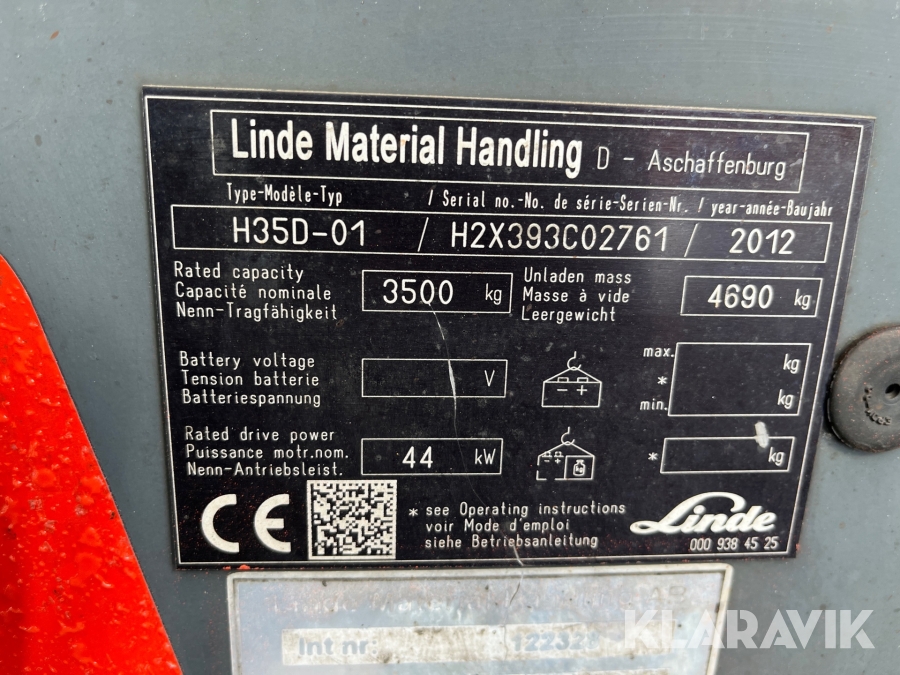 Linde Material Handling D - Aschaffenburg
Type-Modèle-Typ / Serial no.-No. de série-Serien-Nr. / year-année-Baujahr
H35D-01 / H2X393C02761 / 2012
Rated capacity
Capacité nominale
Nenn-Tragfähigkeit
3500 kg
Unladen mass
Masse à vide
Leergewicht
4690 kg
Battery voltage
Tension batterie
Batteriespannung
V
max. kg
*
min. kg
Rated drive power
Puissance motr.nom.
Nenn-Antriebsleist.
44 kW
* kg
CE
* see Operating instructions
voir Mode d'emploi
siehe Betriebsanleitung
Linde
000 938 45 25
Int nr:
KLARAVIK